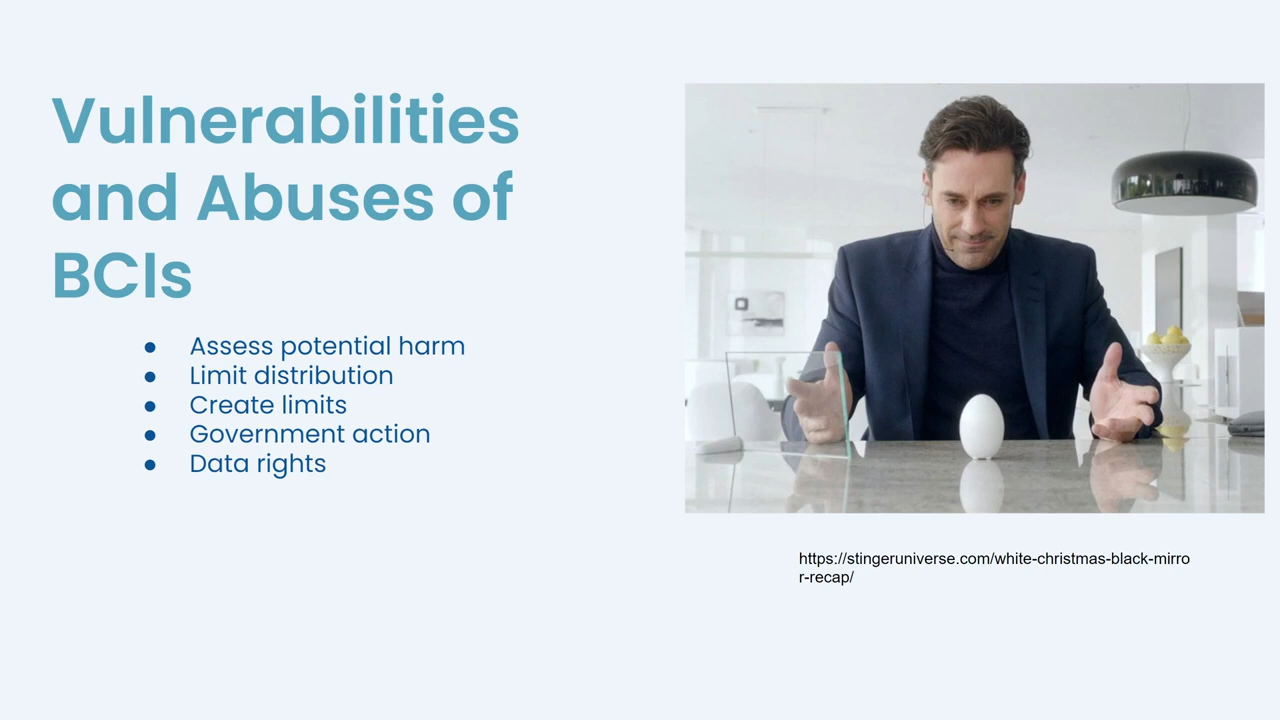 Vulnerabilities
and Abuses of
BCIs
● Assess potential harm
● Limit distribution
● Create limits
● Government action
● Data rights
https://stingeruniverse.com/white-christmas-black-mirro
r-recap/